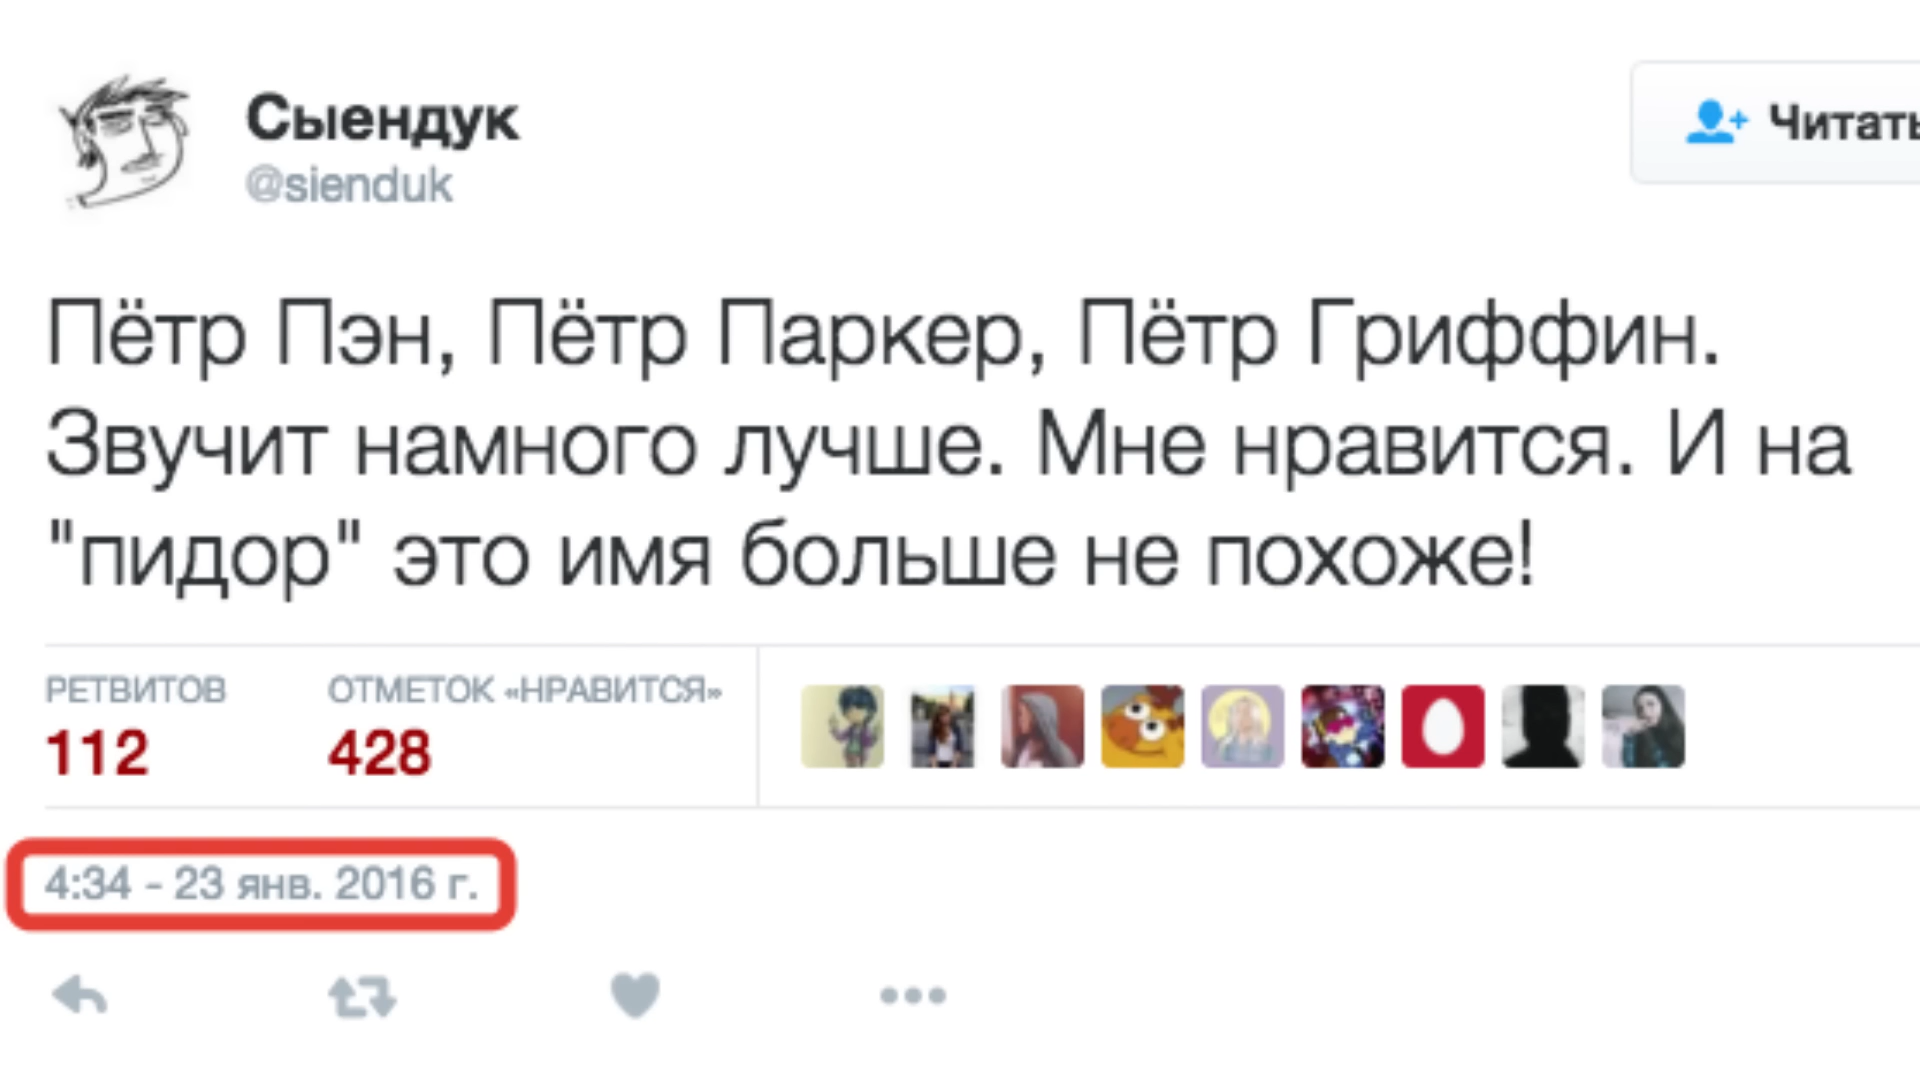 Сыендук
@sienduk
Читать
Пётр Пэн, Пётр Паркер, Пётр Гриффин.
Звучит намного лучше. Мне нравится. И на
"пидор" это имя больше не похоже!
РЕТВИТОВ ОТМЕТОК «НРАВИТСЯ»
112 428
4:34 - 23 янв. 2016 г.